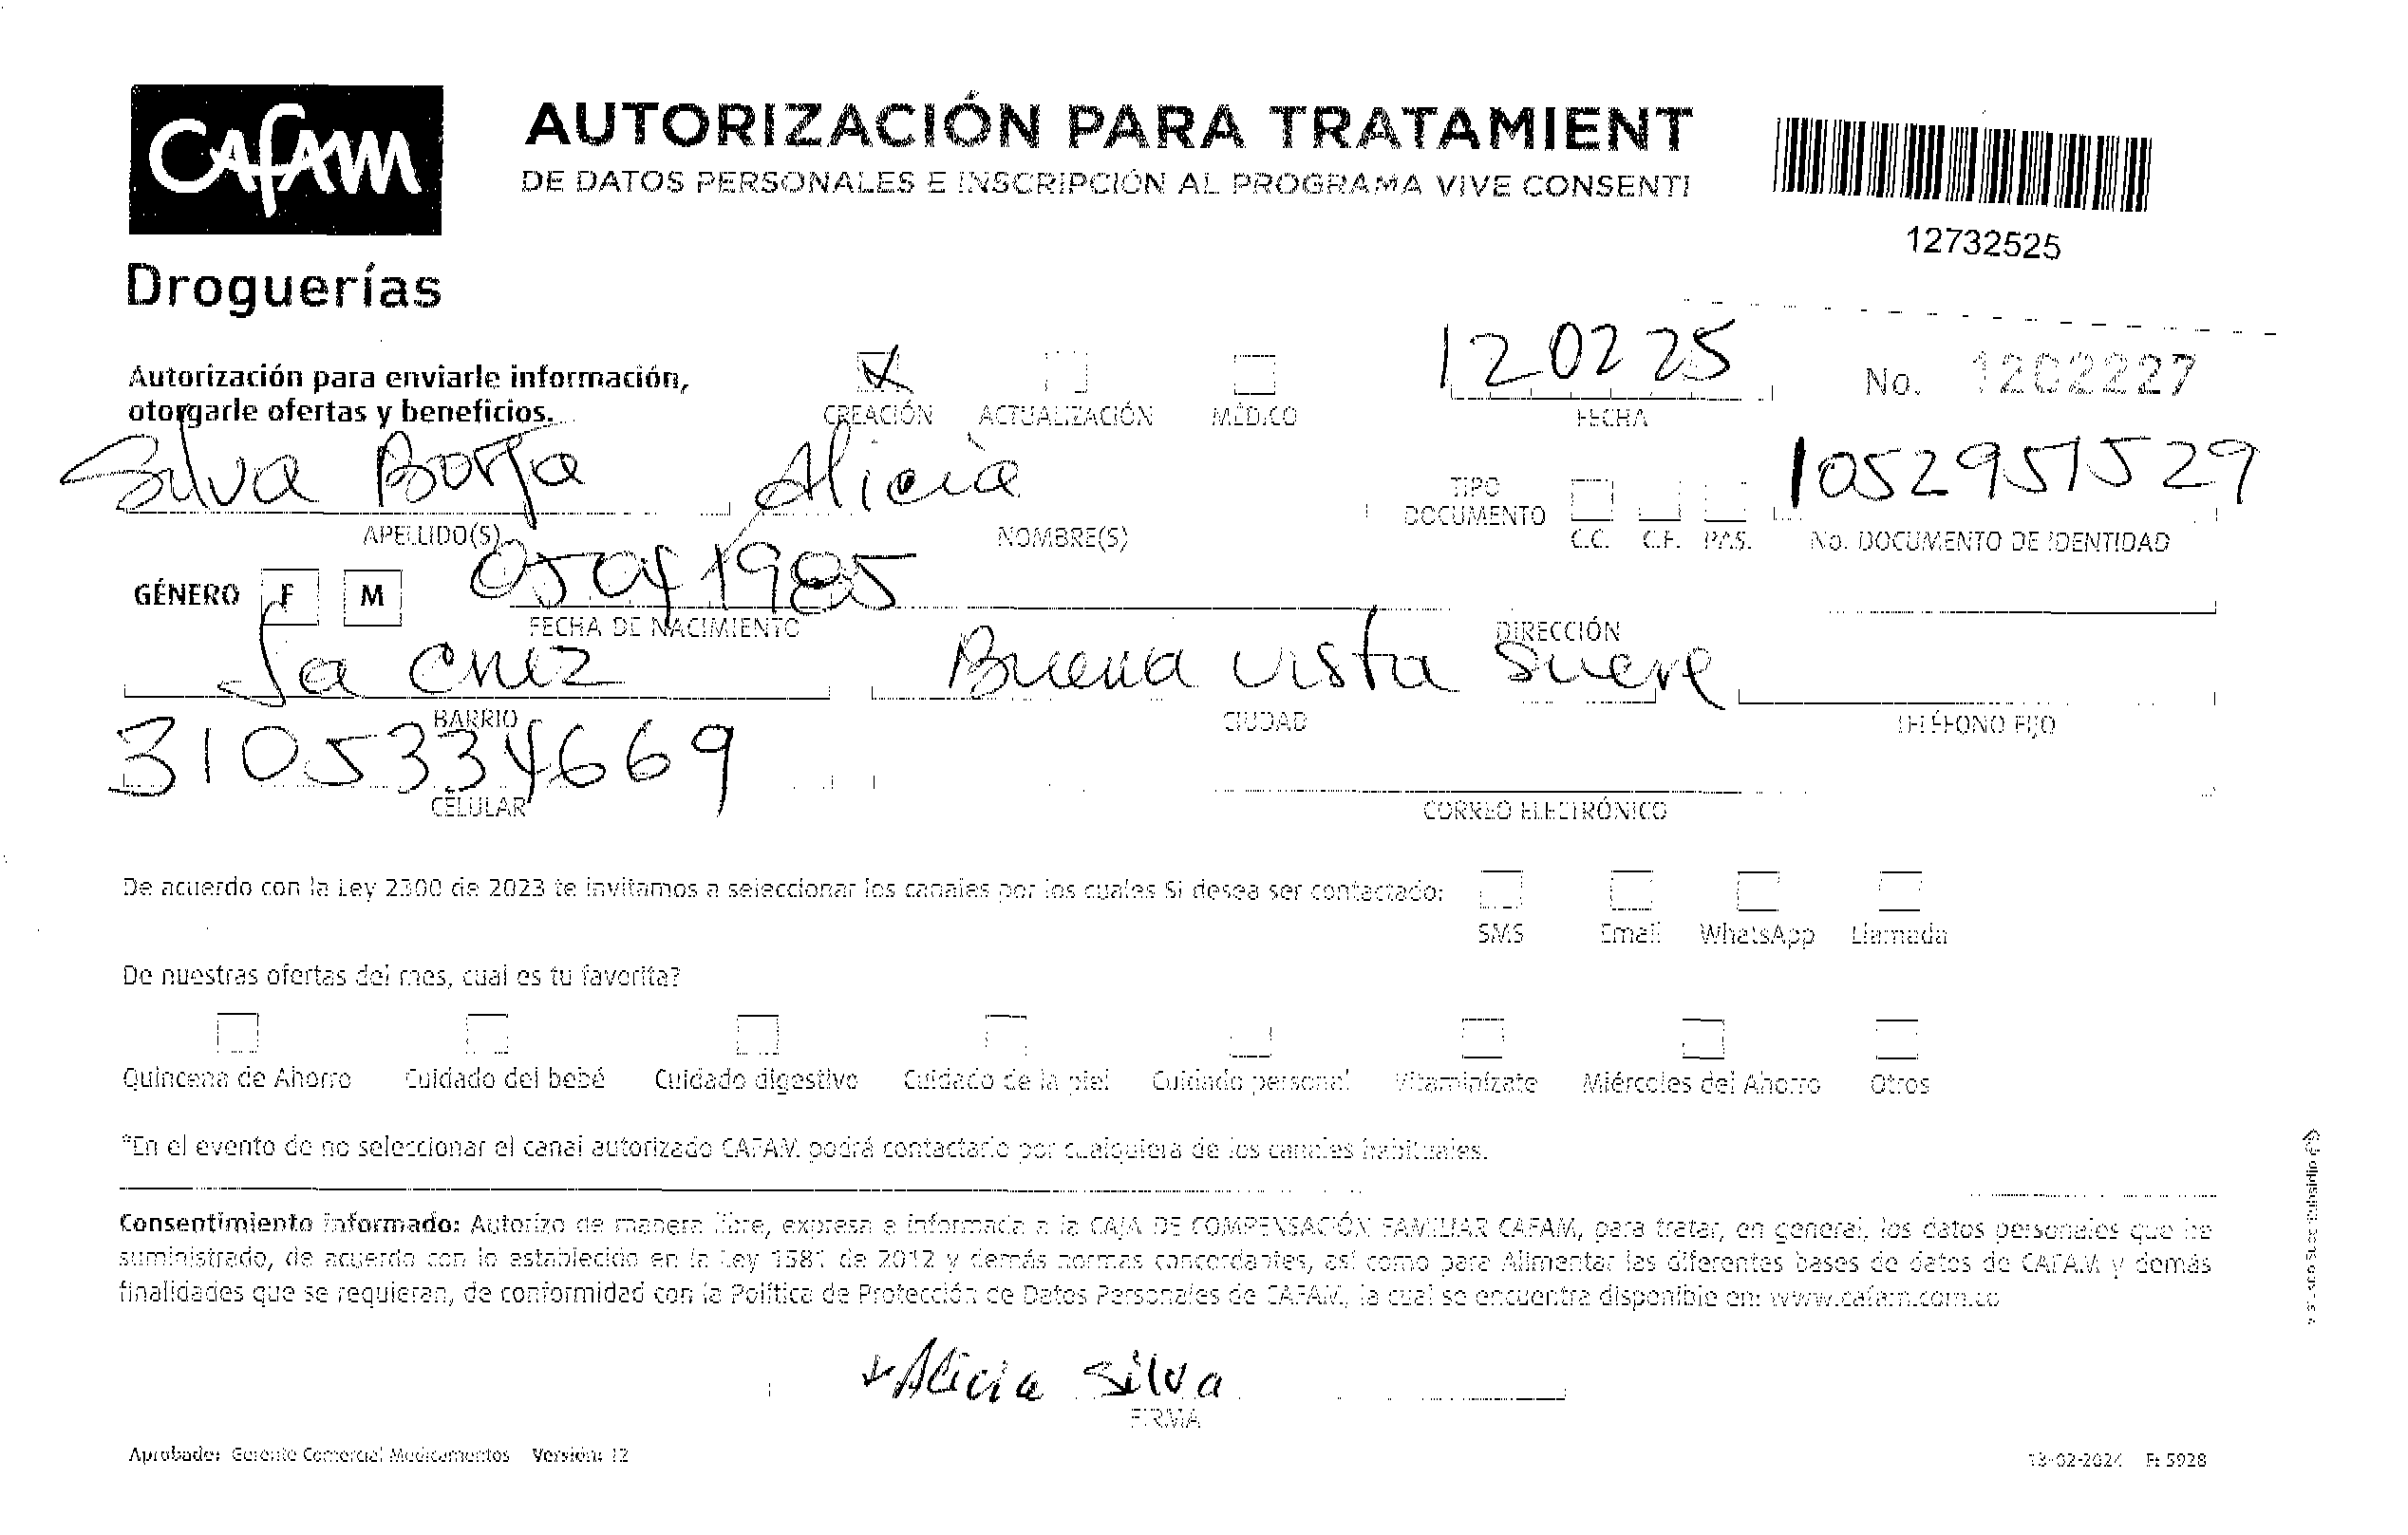 CAFAM
Droguerías
AUTORIZACIÓN PARA TRATAMIENT
DE DATOS PERSONALES E INSCRIPCIÓN AL PROGRAMA VIVE CONSENTI
12732525
Autorización para enviarle información,
otorgarle ofertas y beneficios.
CREACIÓN ACTUALIZACIÓN MÉDICO
120225
FECHA
No. 1202227
Silva Borja Alicia
APELLIDO(S) NOMBRE(S)
TIPO DOCUMENTO C.C. C.E. PAS.
1052951529
No. DOCUMENTO DE IDENTIDAD
GÉNERO F M
05041985
FECHA DE NACIMIENTO DIRECCIÓN
La Cruz Buena vista Sucre
BARRIO CIUDAD TELÉFONO FIJO
3105334669
CELULAR CORREO ELECTRÓNICO
De acuerdo con la Ley 2300 de 2023 te invitamos a seleccionar los canales por los cuales Si desea ser contactado:
SMS Email WhatsApp Llamada
De nuestras ofertas del mes, cual es tu favorita?
Quincena de Ahorro Cuidado del bebé Cuidado digestivo Cuidado de la piel Cuidado personal Vitaminízate Miércoles del Ahorro Otros
*En el evento de no seleccionar el canal autorizado CAFAM podrá contactarlo por cualquiera de los canales habituales.
Consentimiento informado: Autorizo de manera libre, expresa e informada a la CAJA DE COMPENSACIÓN FAMILIAR CAFAM, para tratar, en general, los datos personales que he
suministrado, de acuerdo con lo establecido en la Ley 1581 de 2012 y demás normas concordantes, así como para Alimentar las diferentes bases de datos de CAFAM y demás
finalidades que se requieran, de conformidad con la Política de Protección de Datos Personales de CAFAM, la cual se encuentra disponible en: www.cafam.com.co
Alicia Silva
FIRMA
Aprobado: Gerente Comercial Medicamentos Versión: 12
13-02-2024 F: 5928